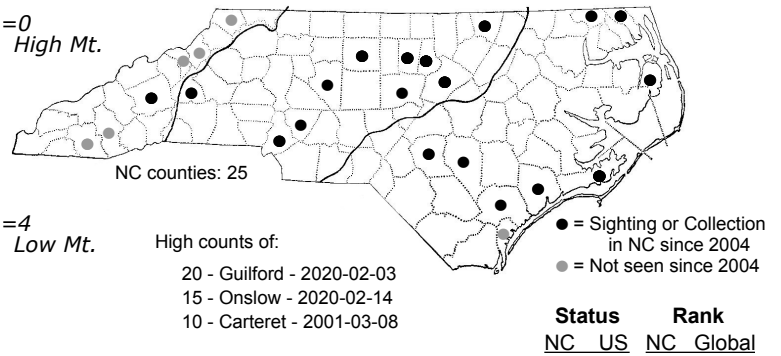 =0
High Mt.
NC counties: 25
=4
Low Mt.
High counts of:
20 - Guilford - 2020-02-03
15 - Onslow - 2020-02-14
10 - Carteret - 2001-03-08
● = Sighting or Collection
in NC since 2004
● = Not seen since 2004
Status Rank
NC US NC Global